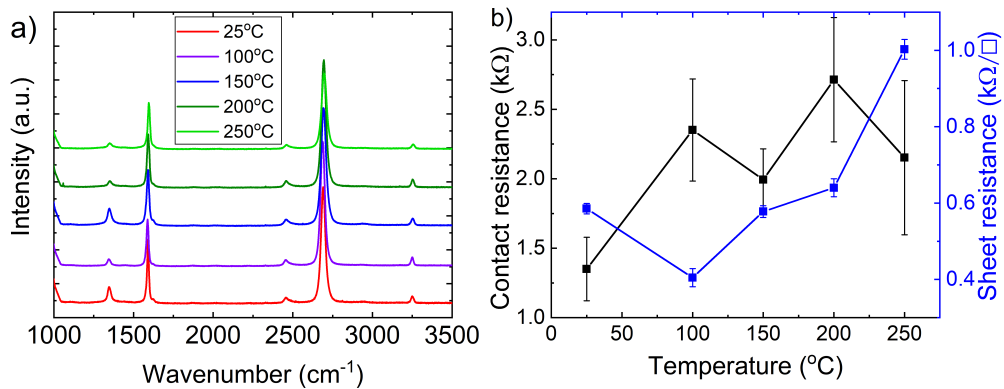 a)
Intensity (a.u.)
25°C
100°C
150°C
200°C
250°C
1000 1500 2000 2500 3000 3500
Wavenumber (cm⁻¹)
b)
Contact resistance (kΩ)
3.0
2.5
2.0
1.5
1.0
0 50 100 150 200 250
Temperature (°C)
1.0
0.8
0.6
0.4
Sheet resistance (kΩ/□)